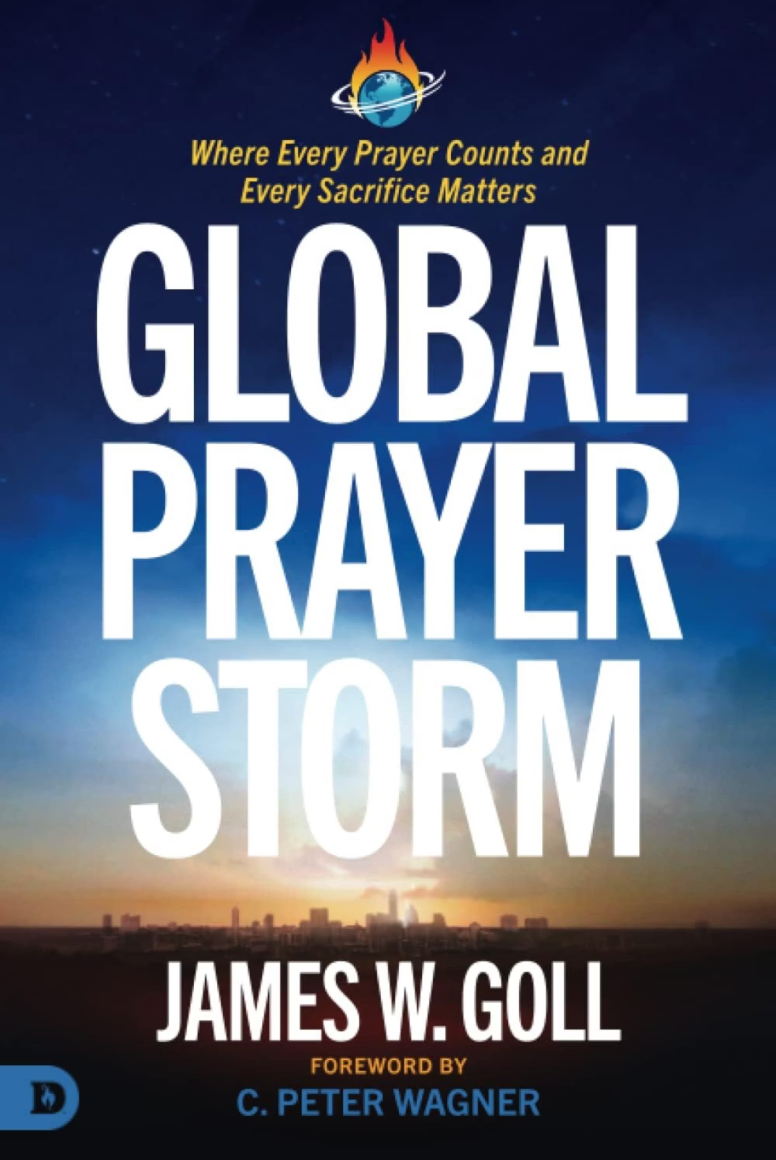 Where Every Prayer Counts and
Every Sacrifice Matters
GLOBAL
PRAYER
STORM
JAMES W. GOLL
FOREWORD BY
C. PETER WAGNER
D